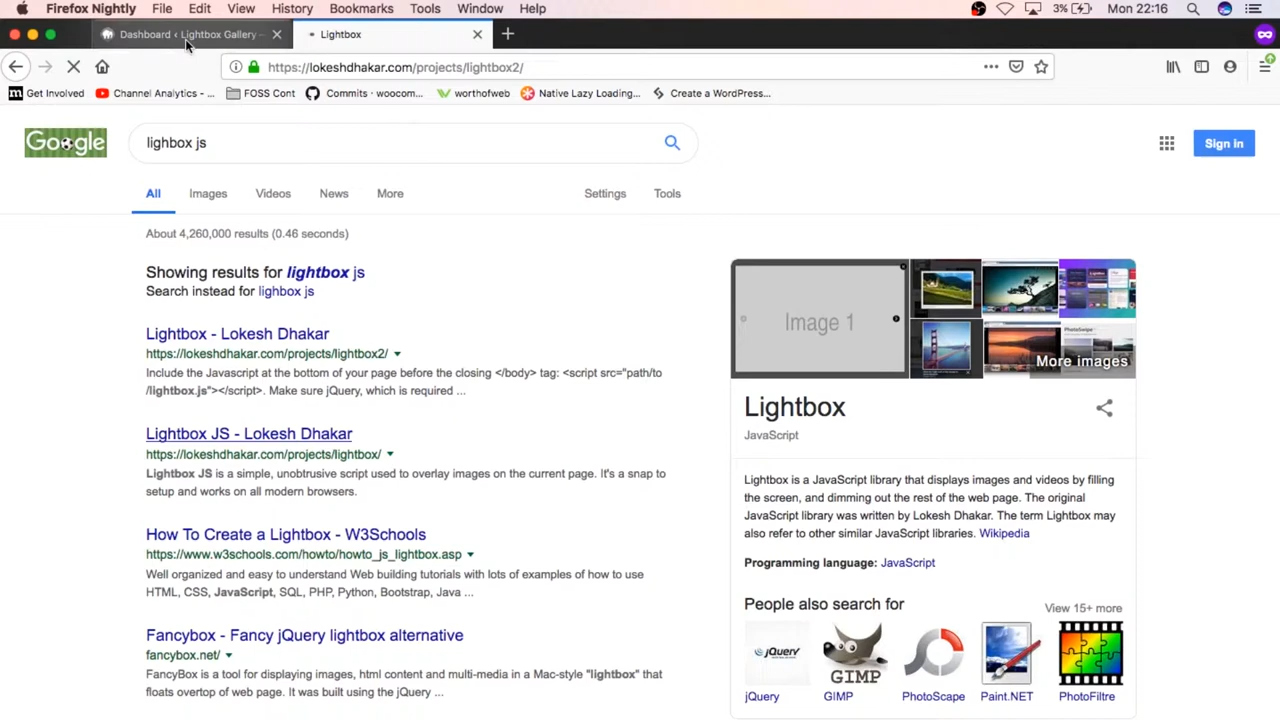 Firefox Nightly File Edit View History Bookmarks Tools Window Help 3% Mon 22:16
Dashboard ‹ Lightbox Gallery –
Lightbox
https://lokeshdhakar.com/projects/lightbox2/
Get Involved Channel Analytics - ... FOSS Cont Commits · woocom... worthofweb Native Lazy Loading... Create a WordPress...
Google
lighbox js
Sign in
All Images Videos News More Settings Tools
About 4,260,000 results (0.46 seconds)
Showing results for lightbox js
Search instead for lighbox js
Lightbox - Lokesh Dhakar
https://lokeshdhakar.com/projects/lightbox2/
Include the Javascript at the bottom of your page before the closing </body> tag: <script src="path/to
/lightbox.js"></script>. Make sure jQuery, which is required ...
Lightbox JS - Lokesh Dhakar
https://lokeshdhakar.com/projects/lightbox/
Lightbox JS is a simple, unobtrusive script used to overlay images on the current page. It's a snap to
setup and works on all modern browsers.
How To Create a Lightbox - W3Schools
https://www.w3schools.com/howto/howto_js_lightbox.asp
Well organized and easy to understand Web building tutorials with lots of examples of how to use
HTML, CSS, JavaScript, SQL, PHP, Python, Bootstrap, Java ...
Fancybox - Fancy jQuery lightbox alternative
fancybox.net/
FancyBox is a tool for displaying images, html content and multi-media in a Mac-style "lightbox" that
floats overtop of web page. It was built using the jQuery ...
Image 1
More images
Lightbox
JavaScript
Lightbox is a JavaScript library that displays images and videos by filling
the screen, and dimming out the rest of the web page. The original
JavaScript library was written by Lokesh Dhakar. The term Lightbox may
also refer to other similar JavaScript libraries. Wikipedia
Programming language: JavaScript
People also search for View 15+ more
jQuery
GIMP
jQuery GIMP PhotoScape Paint.NET PhotoFiltre